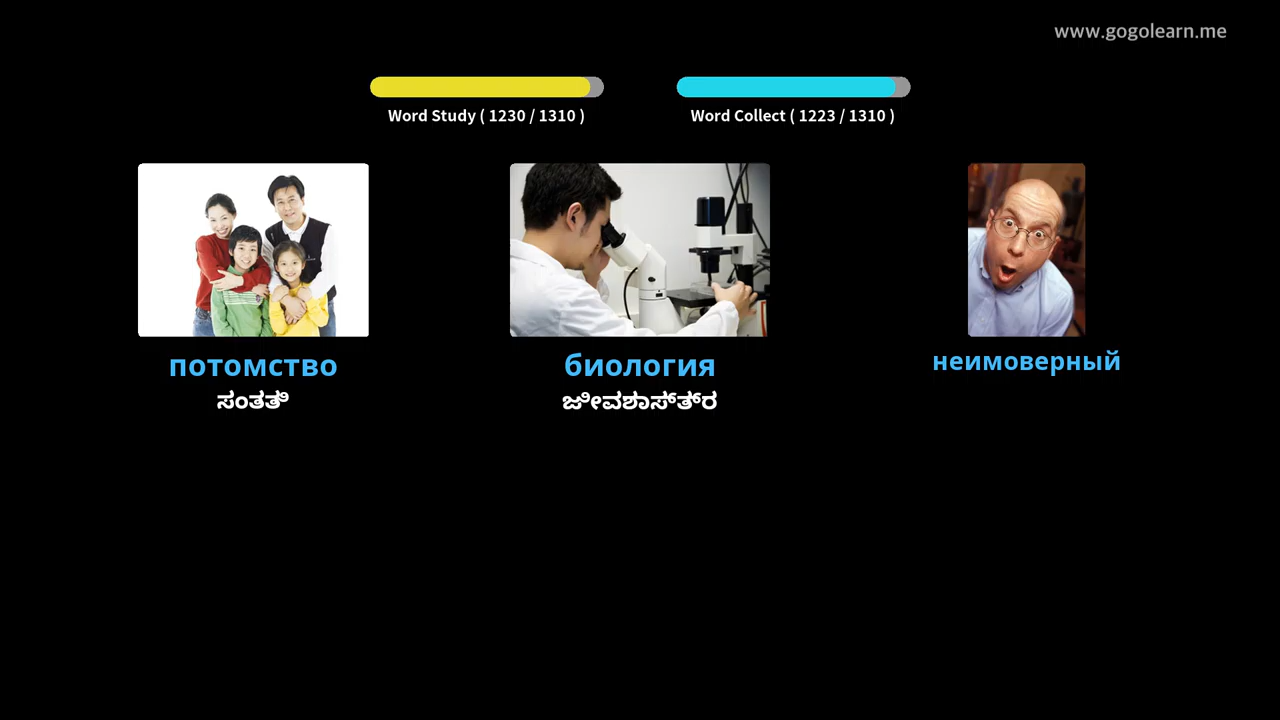 www.gogolearn.me
Word Study ( 1230 / 1310 )
Word Collect ( 1223 / 1310 )
потомство
ಸಂತತಿ
биология
ಜೀವಶಾಸ್ತ್ರ
неимоверный